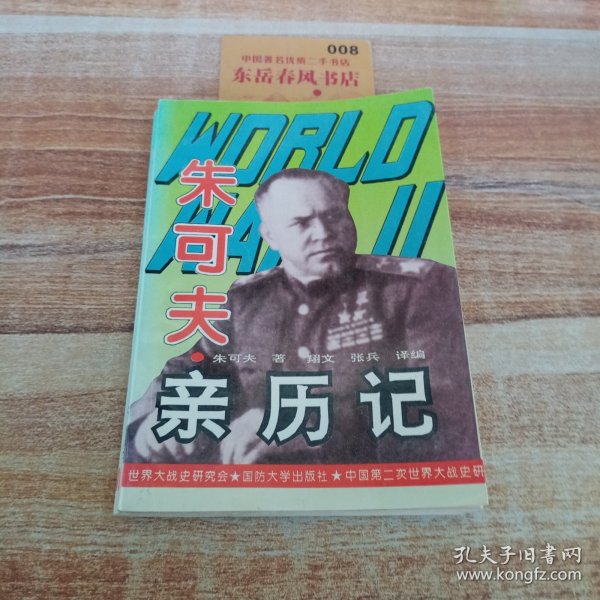 008
中国著名优质二手书店
东岳春风书店
WORLD
WAR II
朱可夫·
朱可夫 著 翔文 张兵 译编
亲历记
世界大战史研究会★国防大学出版社★中国第二次世界大战史研
孔夫子旧书网
www.kongfz.com